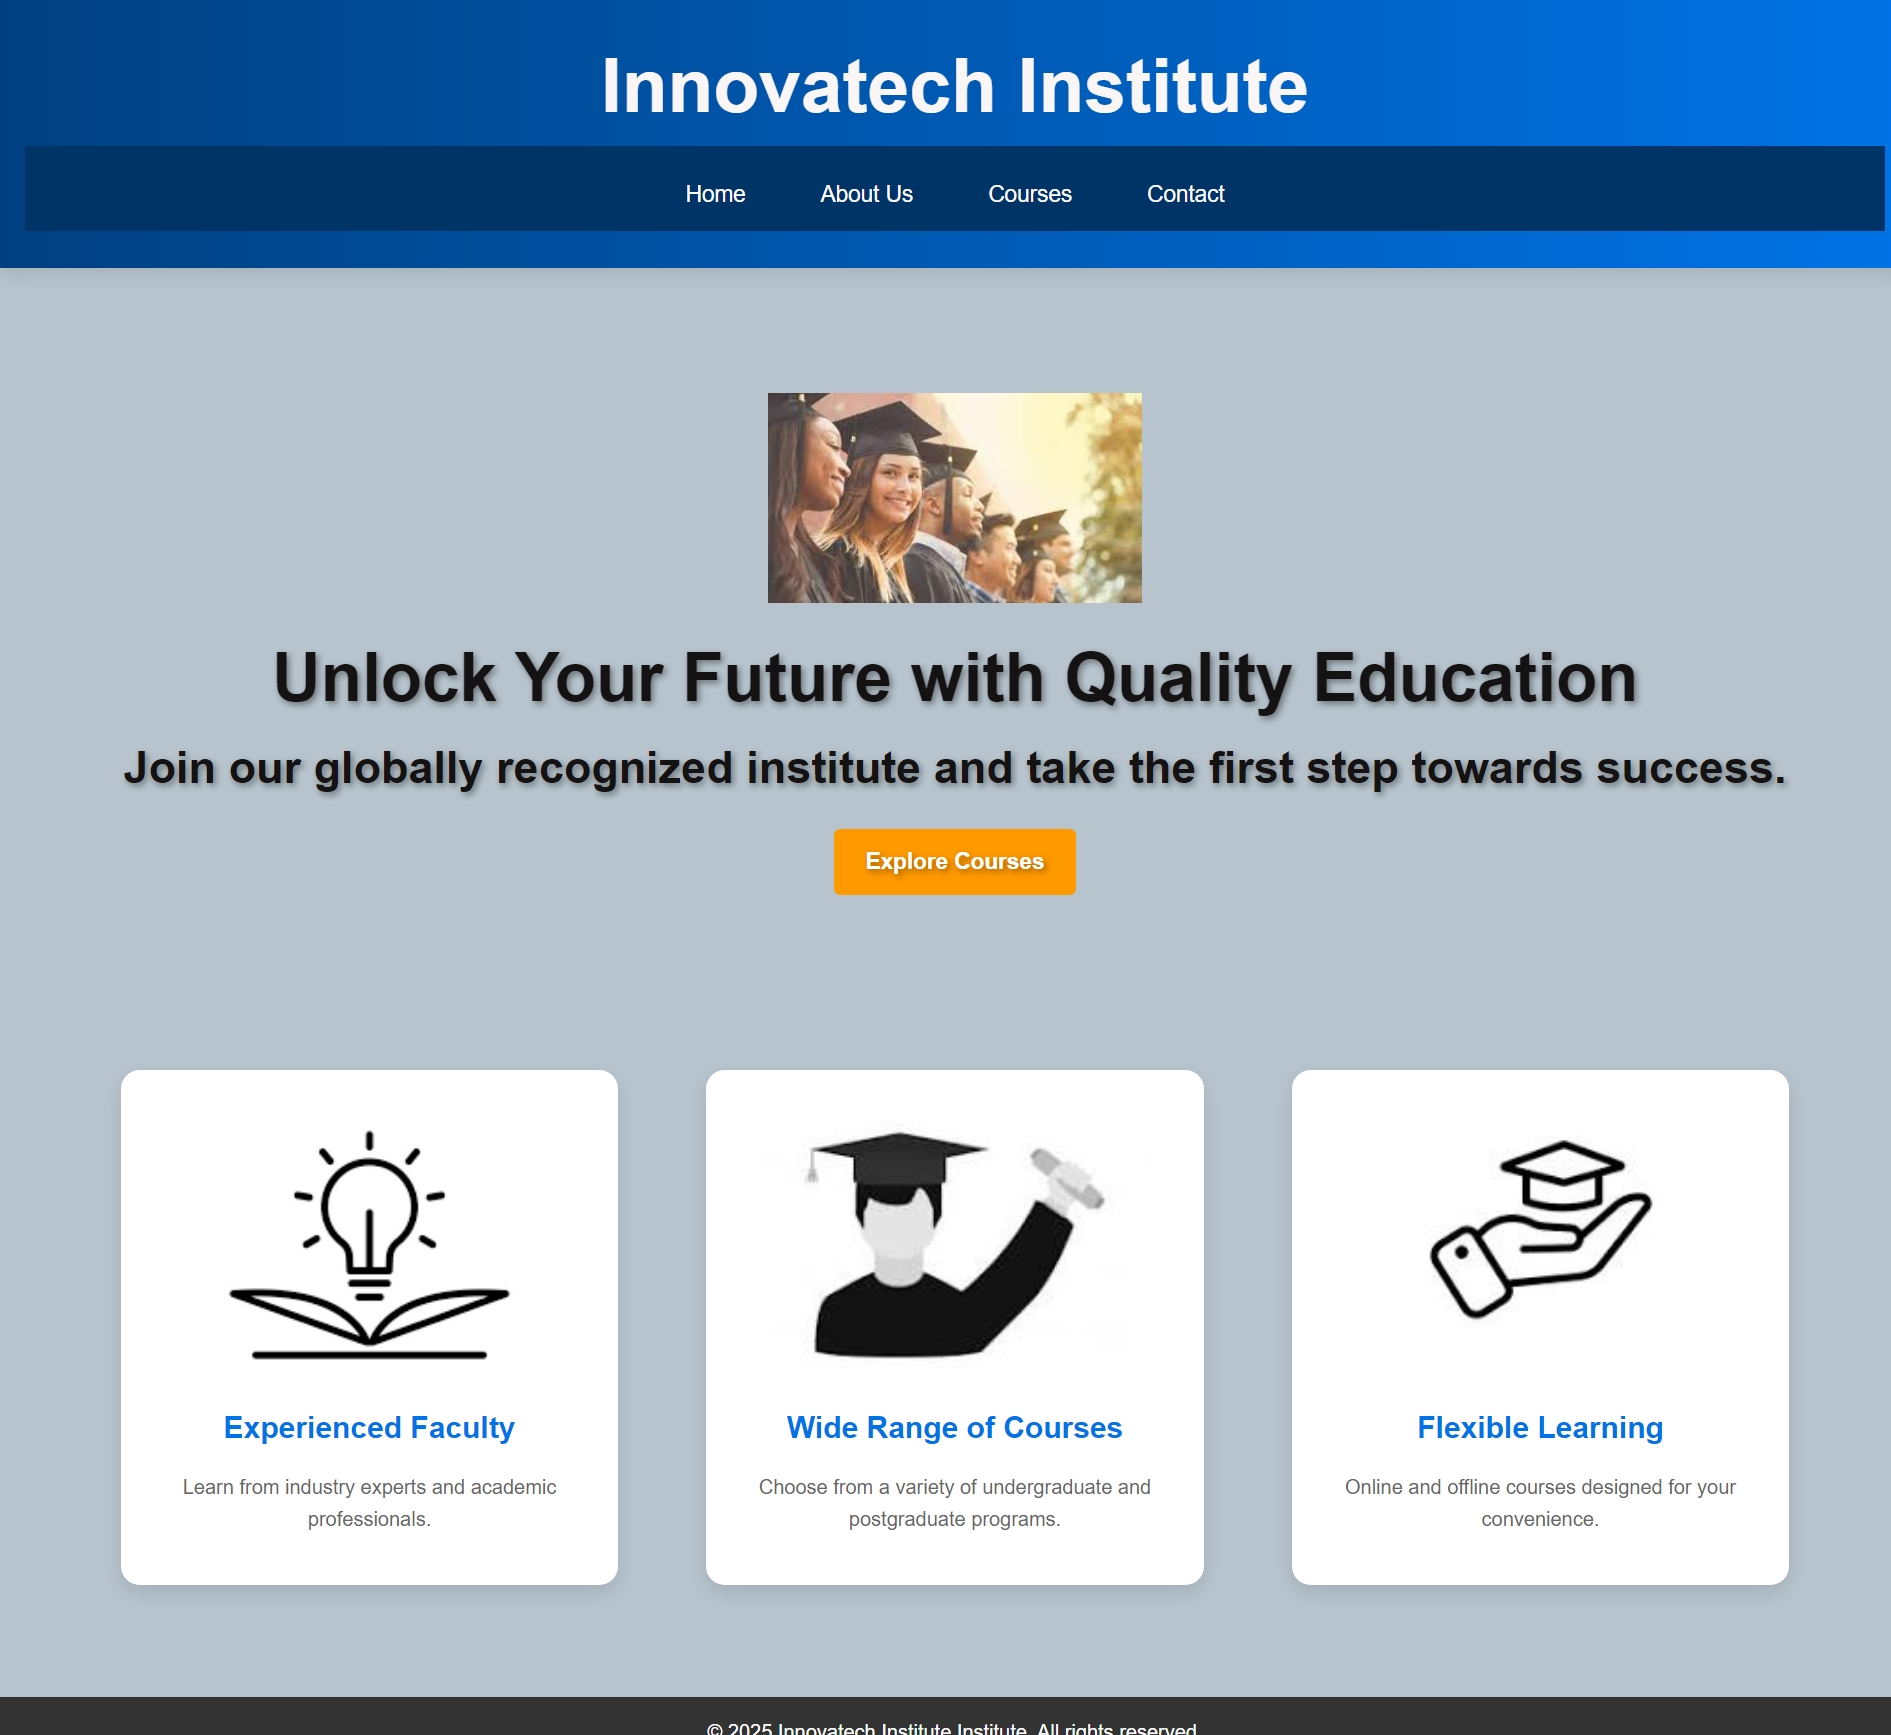 Innovatech Institute
Home About Us Courses Contact
Unlock Your Future with Quality Education
Join our globally recognized institute and take the first step towards success.
Explore Courses
Experienced Faculty
Learn from industry experts and academic
professionals.
Wide Range of Courses
Choose from a variety of undergraduate and
postgraduate programs.
Flexible Learning
Online and offline courses designed for your
convenience.
© 2025 Innovatech Institute Institute. All rights reserved.